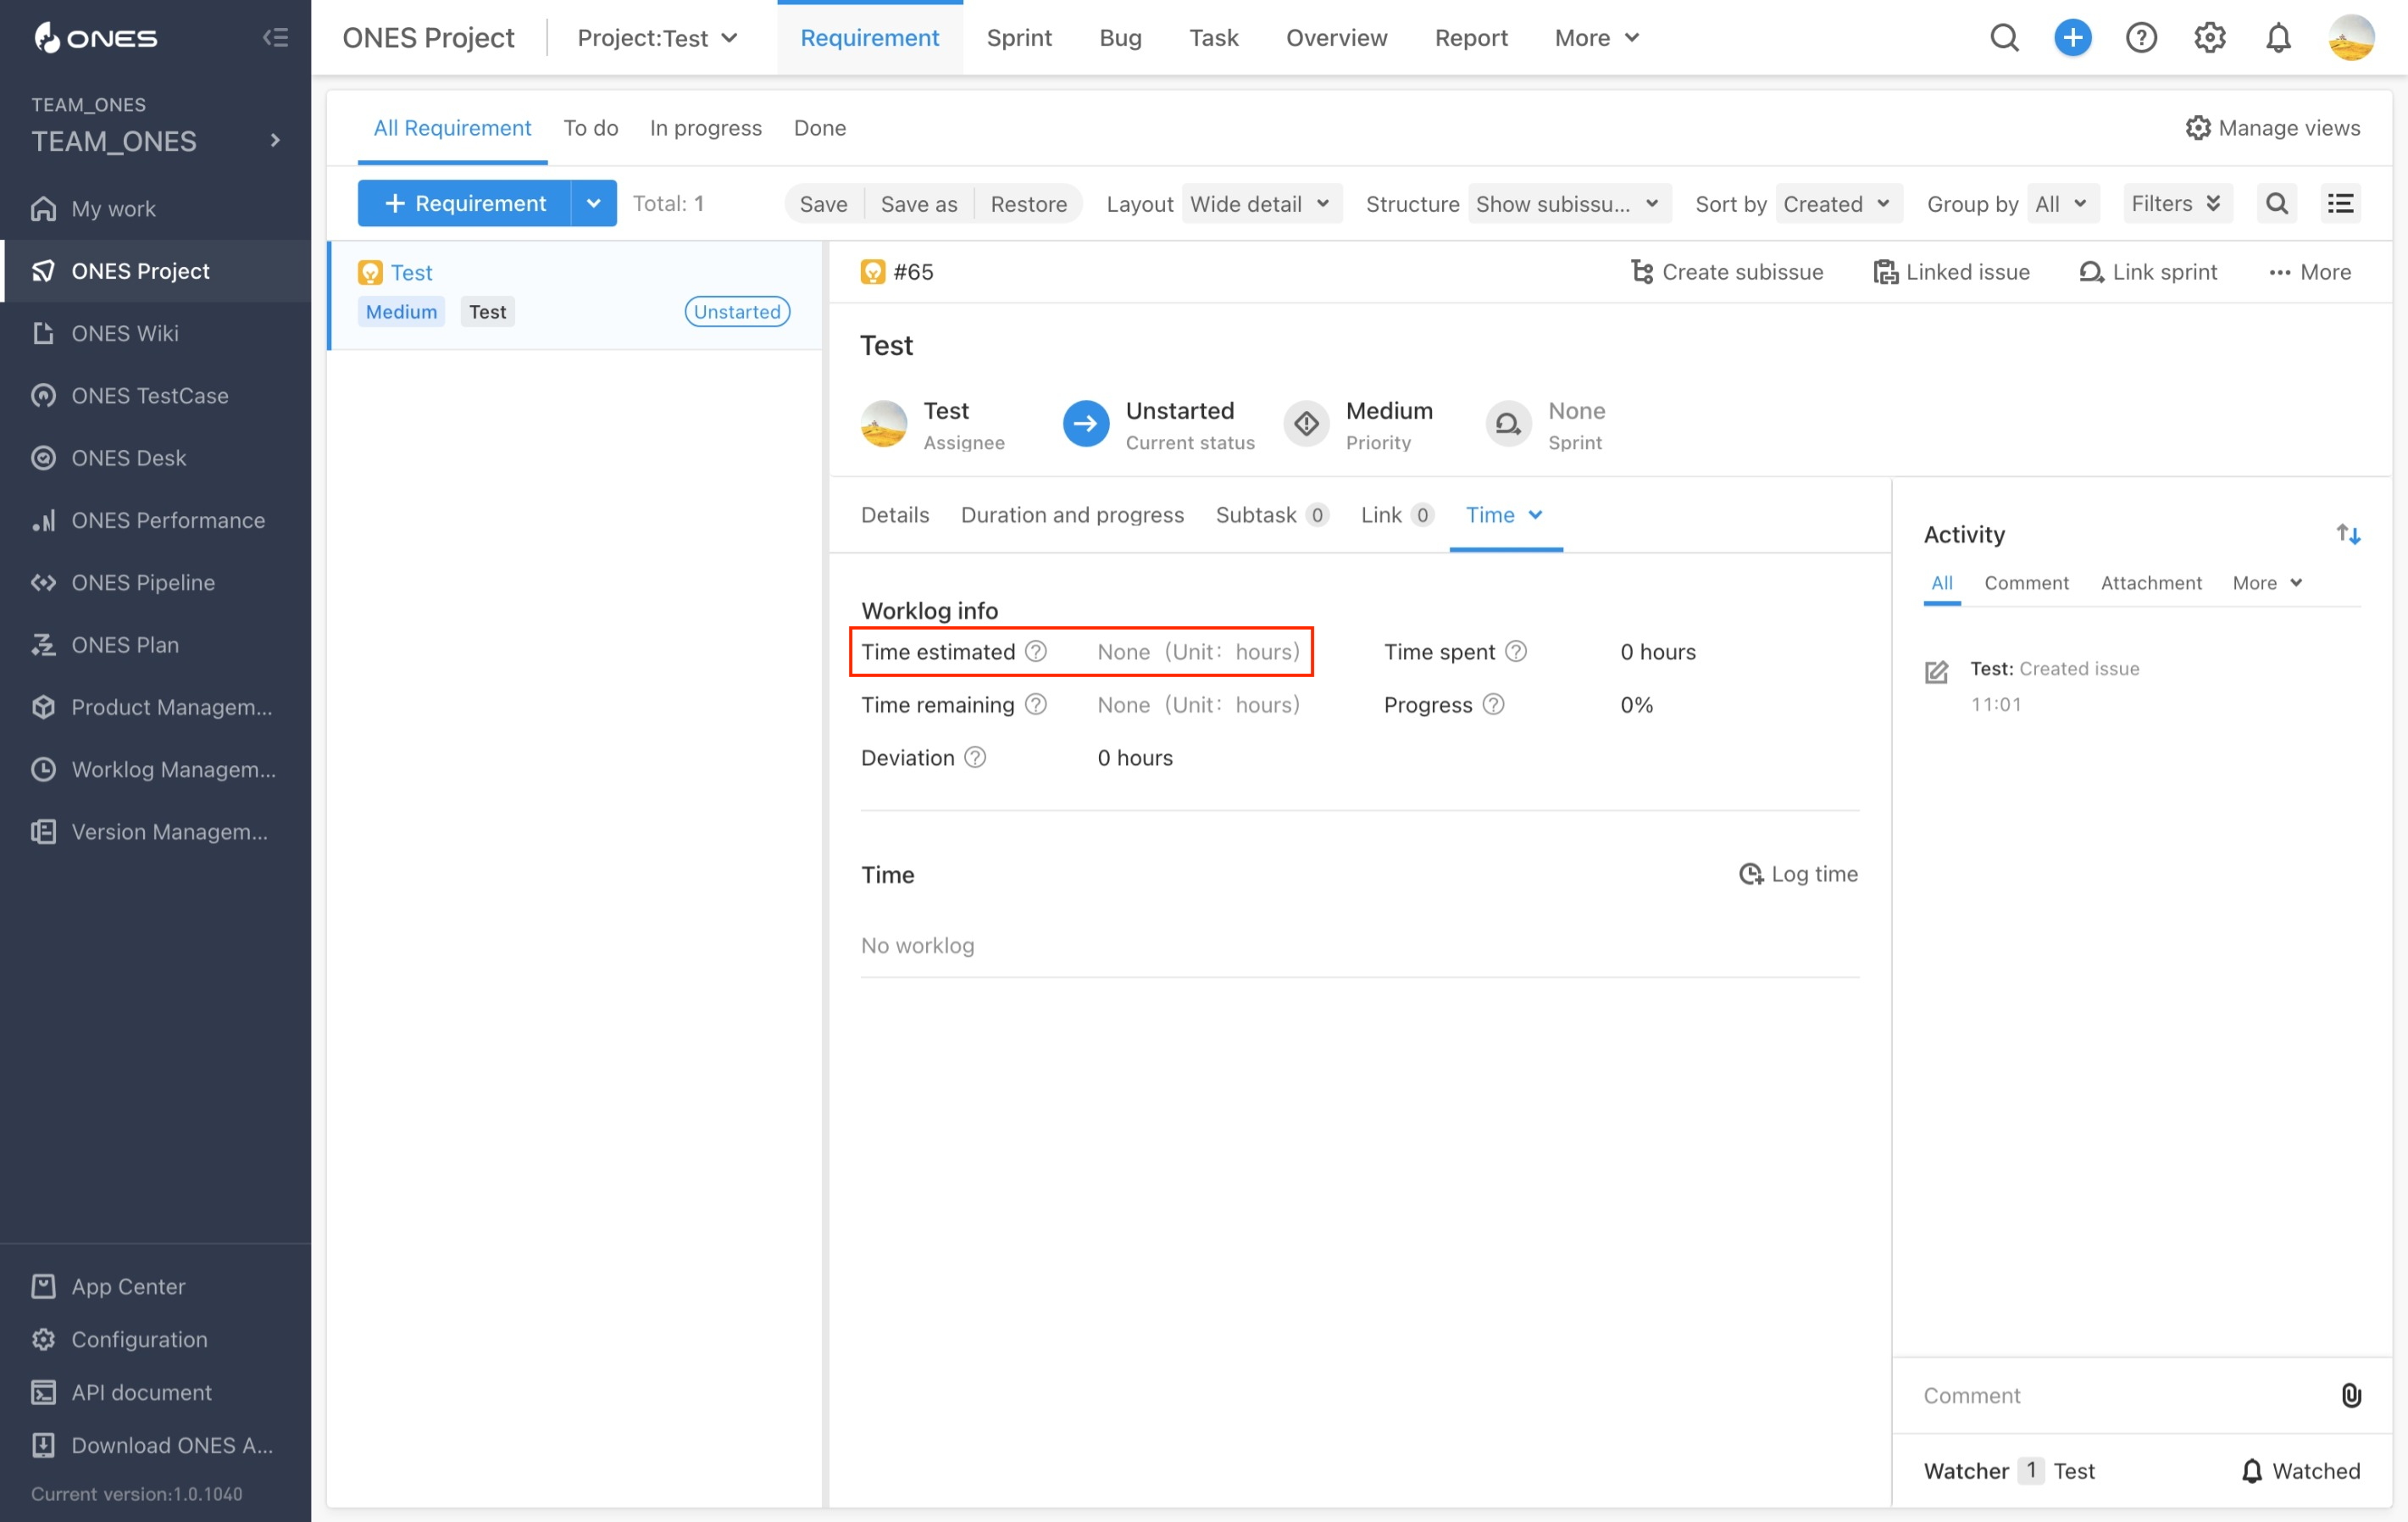 ONES
TEAM_ONES
TEAM_ONES
My work
ONES Project
ONES Wiki
ONES TestCase
ONES Desk
ONES Performance
ONES Pipeline
ONES Plan
Product Managem...
Worklog Managem...
Version Managem...
App Center
Configuration
API document
Download ONES A...
Current version:1.0.1040
ONES Project Project:Test Requirement Sprint Bug Task Overview Report More
All Requirement To do In progress Done Manage views
Requirement Total: 1 Save Save as Restore Layout Wide detail Structure Show subissu... Sort by Created Group by All Filters
Test
Medium Test Unstarted
#65 Create subissue Linked issue Link sprint More
Test
Test Unstarted Medium None
Assignee Current status Priority Sprint
Details Duration and progress Subtask 0 Link 0 Time
Worklog info
Time estimated None (Unit: hours) Time spent 0 hours
Time remaining None (Unit: hours) Progress 0%
Deviation 0 hours
Time Log time
No worklog
Activity
All Comment Attachment More
Test: Created issue
11:01
Comment
Watcher 1 Test Watched